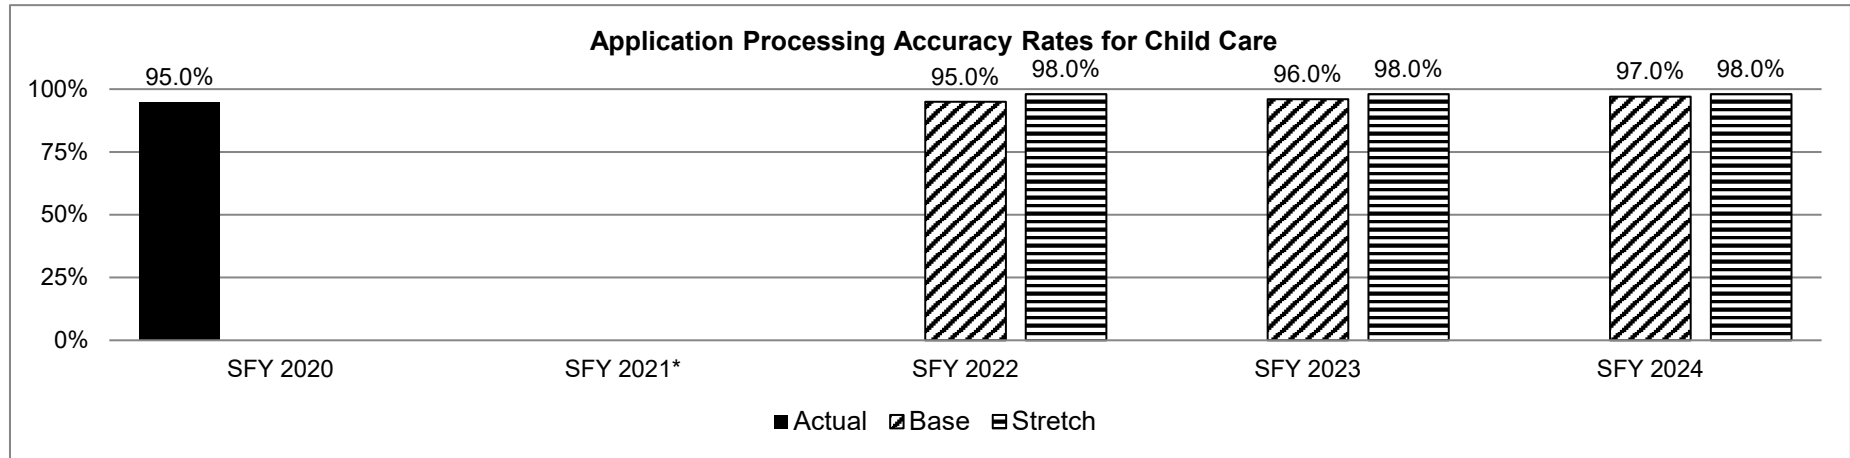 Application Processing Accuracy Rates for Child Care
95.0% 95.0% 98.0% 96.0% 98.0% 97.0% 98.0%
100%
75%
50%
25%
0%
SFY 2020 SFY 2021* SFY 2022 SFY 2023 SFY 2024
Actual Base Stretch